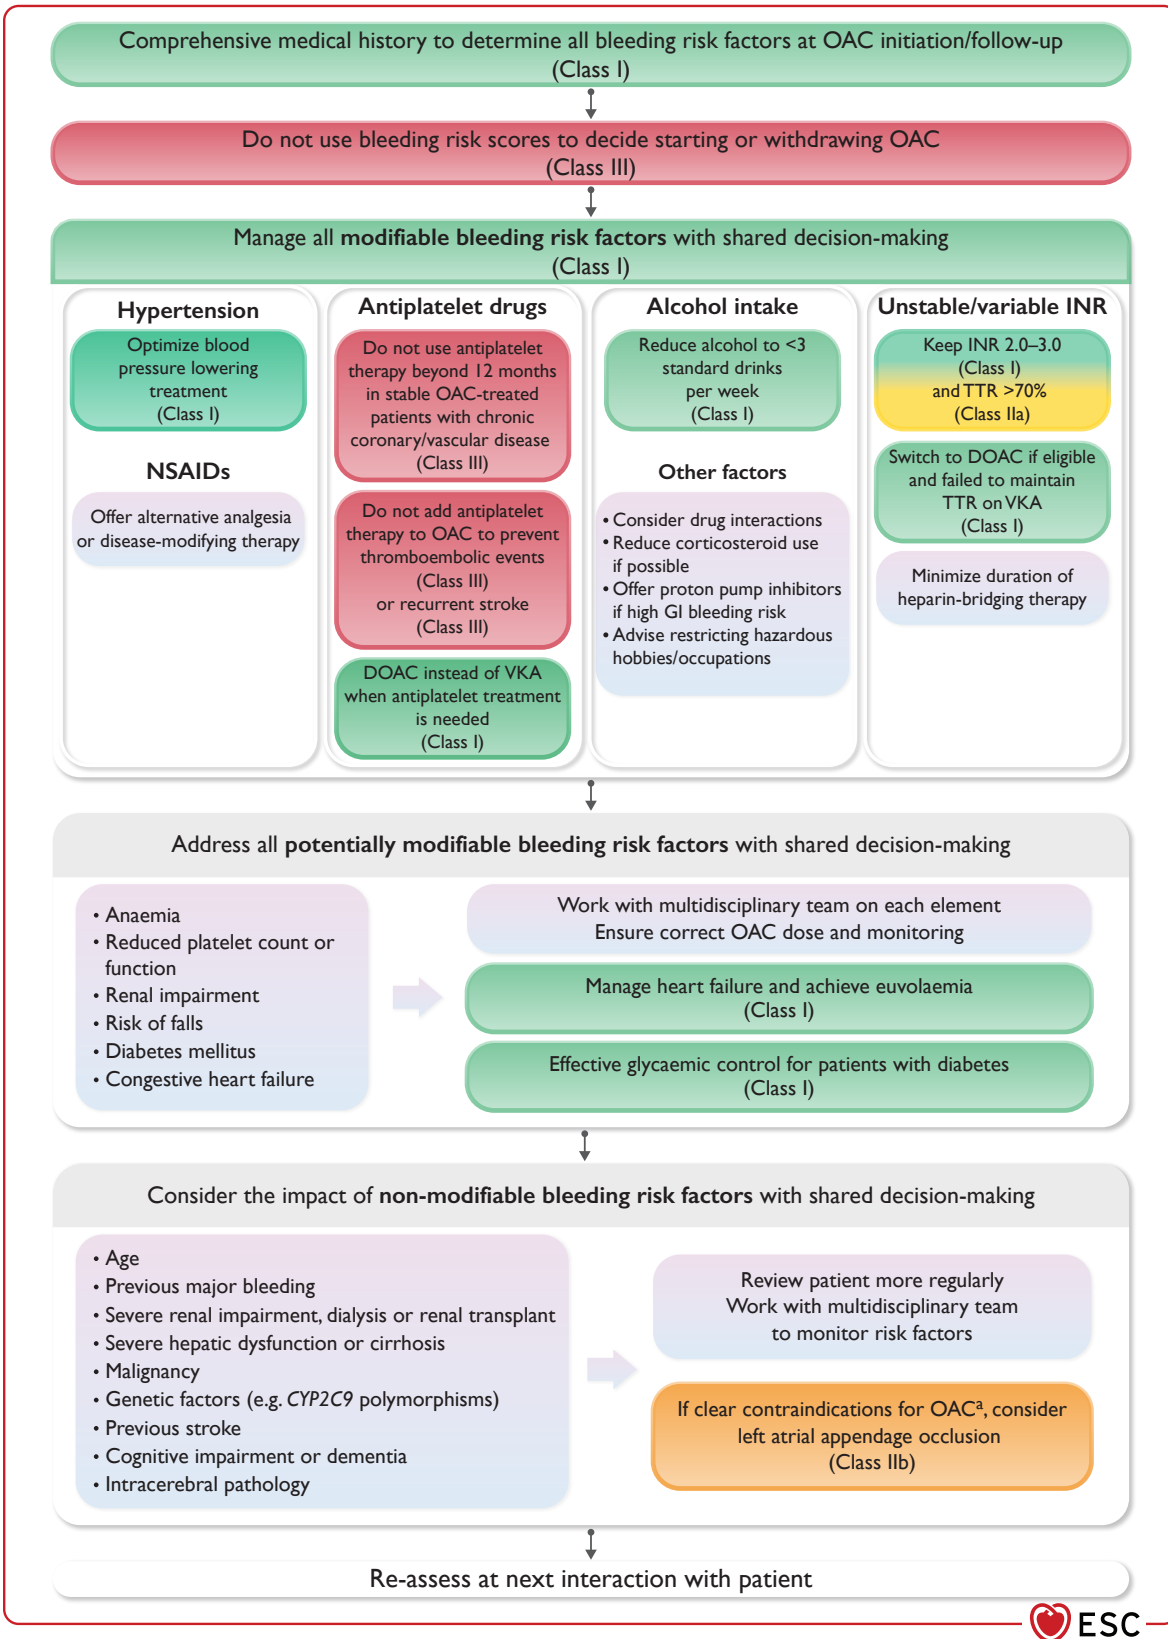 Comprehensive medical history to determine all bleeding risk factors at OAC initiation/follow-up
(Class I)
Do not use bleeding risk scores to decide starting or withdrawing OAC
(Class III)
Manage all modifiable bleeding risk factors with shared decision-making
(Class I)
Hypertension
Optimize blood
pressure lowering
treatment
(Class I)
NSAIDs
Offer alternative analgesia
or disease-modifying therapy
Antiplatelet drugs
Do not use antiplatelet
therapy beyond 12 months
in stable OAC-treated
patients with chronic
coronary/vascular disease
(Class III)
Do not add antiplatelet
therapy to OAC to prevent
thromboembolic events
(Class III)
or recurrent stroke
(Class III)
DOAC instead of VKA
when antiplatelet treatment
is needed
(Class I)
Alcohol intake
Reduce alcohol to <3
standard drinks
per week
(Class I)
Other factors
• Consider drug interactions
• Reduce corticosteroid use
if possible
• Offer proton pump inhibitors
if high GI bleeding risk
• Advise restricting hazardous
hobbies/occupations
Unstable/variable INR
Keep INR 2.0–3.0
(Class I)
and TTR >70%
(Class IIa)
Switch to DOAC if eligible
and failed to maintain
TTR on VKA
(Class I)
Minimize duration of
heparin-bridging therapy
Address all potentially modifiable bleeding risk factors with shared decision-making
• Anaemia
• Reduced platelet count or
function
• Renal impairment
• Risk of falls
• Diabetes mellitus
• Congestive heart failure
Work with multidisciplinary team on each element
Ensure correct OAC dose and monitoring
Manage heart failure and achieve euvolaemia
(Class I)
Effective glycaemic control for patients with diabetes
(Class I)
Consider the impact of non-modifiable bleeding risk factors with shared decision-making
• Age
• Previous major bleeding
• Severe renal impairment, dialysis or renal transplant
• Severe hepatic dysfunction or cirrhosis
• Malignancy
• Genetic factors (e.g. CYP2C9 polymorphisms)
• Previous stroke
• Cognitive impairment or dementia
• Intracerebral pathology
Review patient more regularly
Work with multidisciplinary team
to monitor risk factors
If clear contraindications for OACᵃ, consider
left atrial appendage occlusion
(Class IIb)
Re-assess at next interaction with patient
ESC